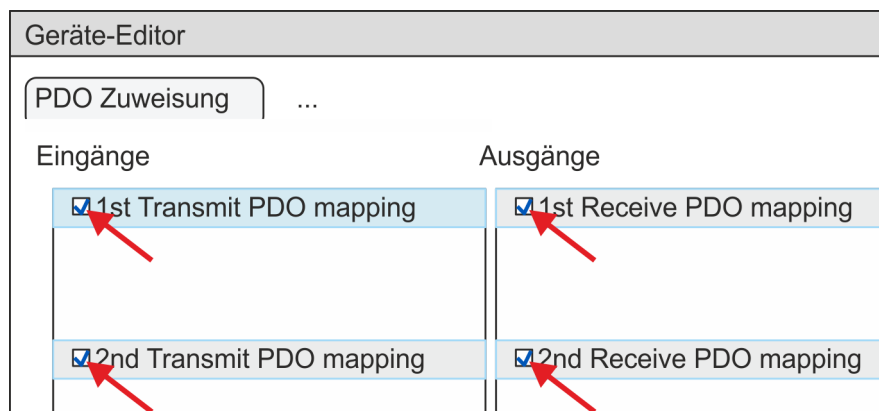 Geräte-Editor
PDO Zuweisung ...
Eingänge Ausgänge
1st Transmit PDO mapping 1st Receive PDO mapping
2nd Transmit PDO mapping 2nd Receive PDO mapping